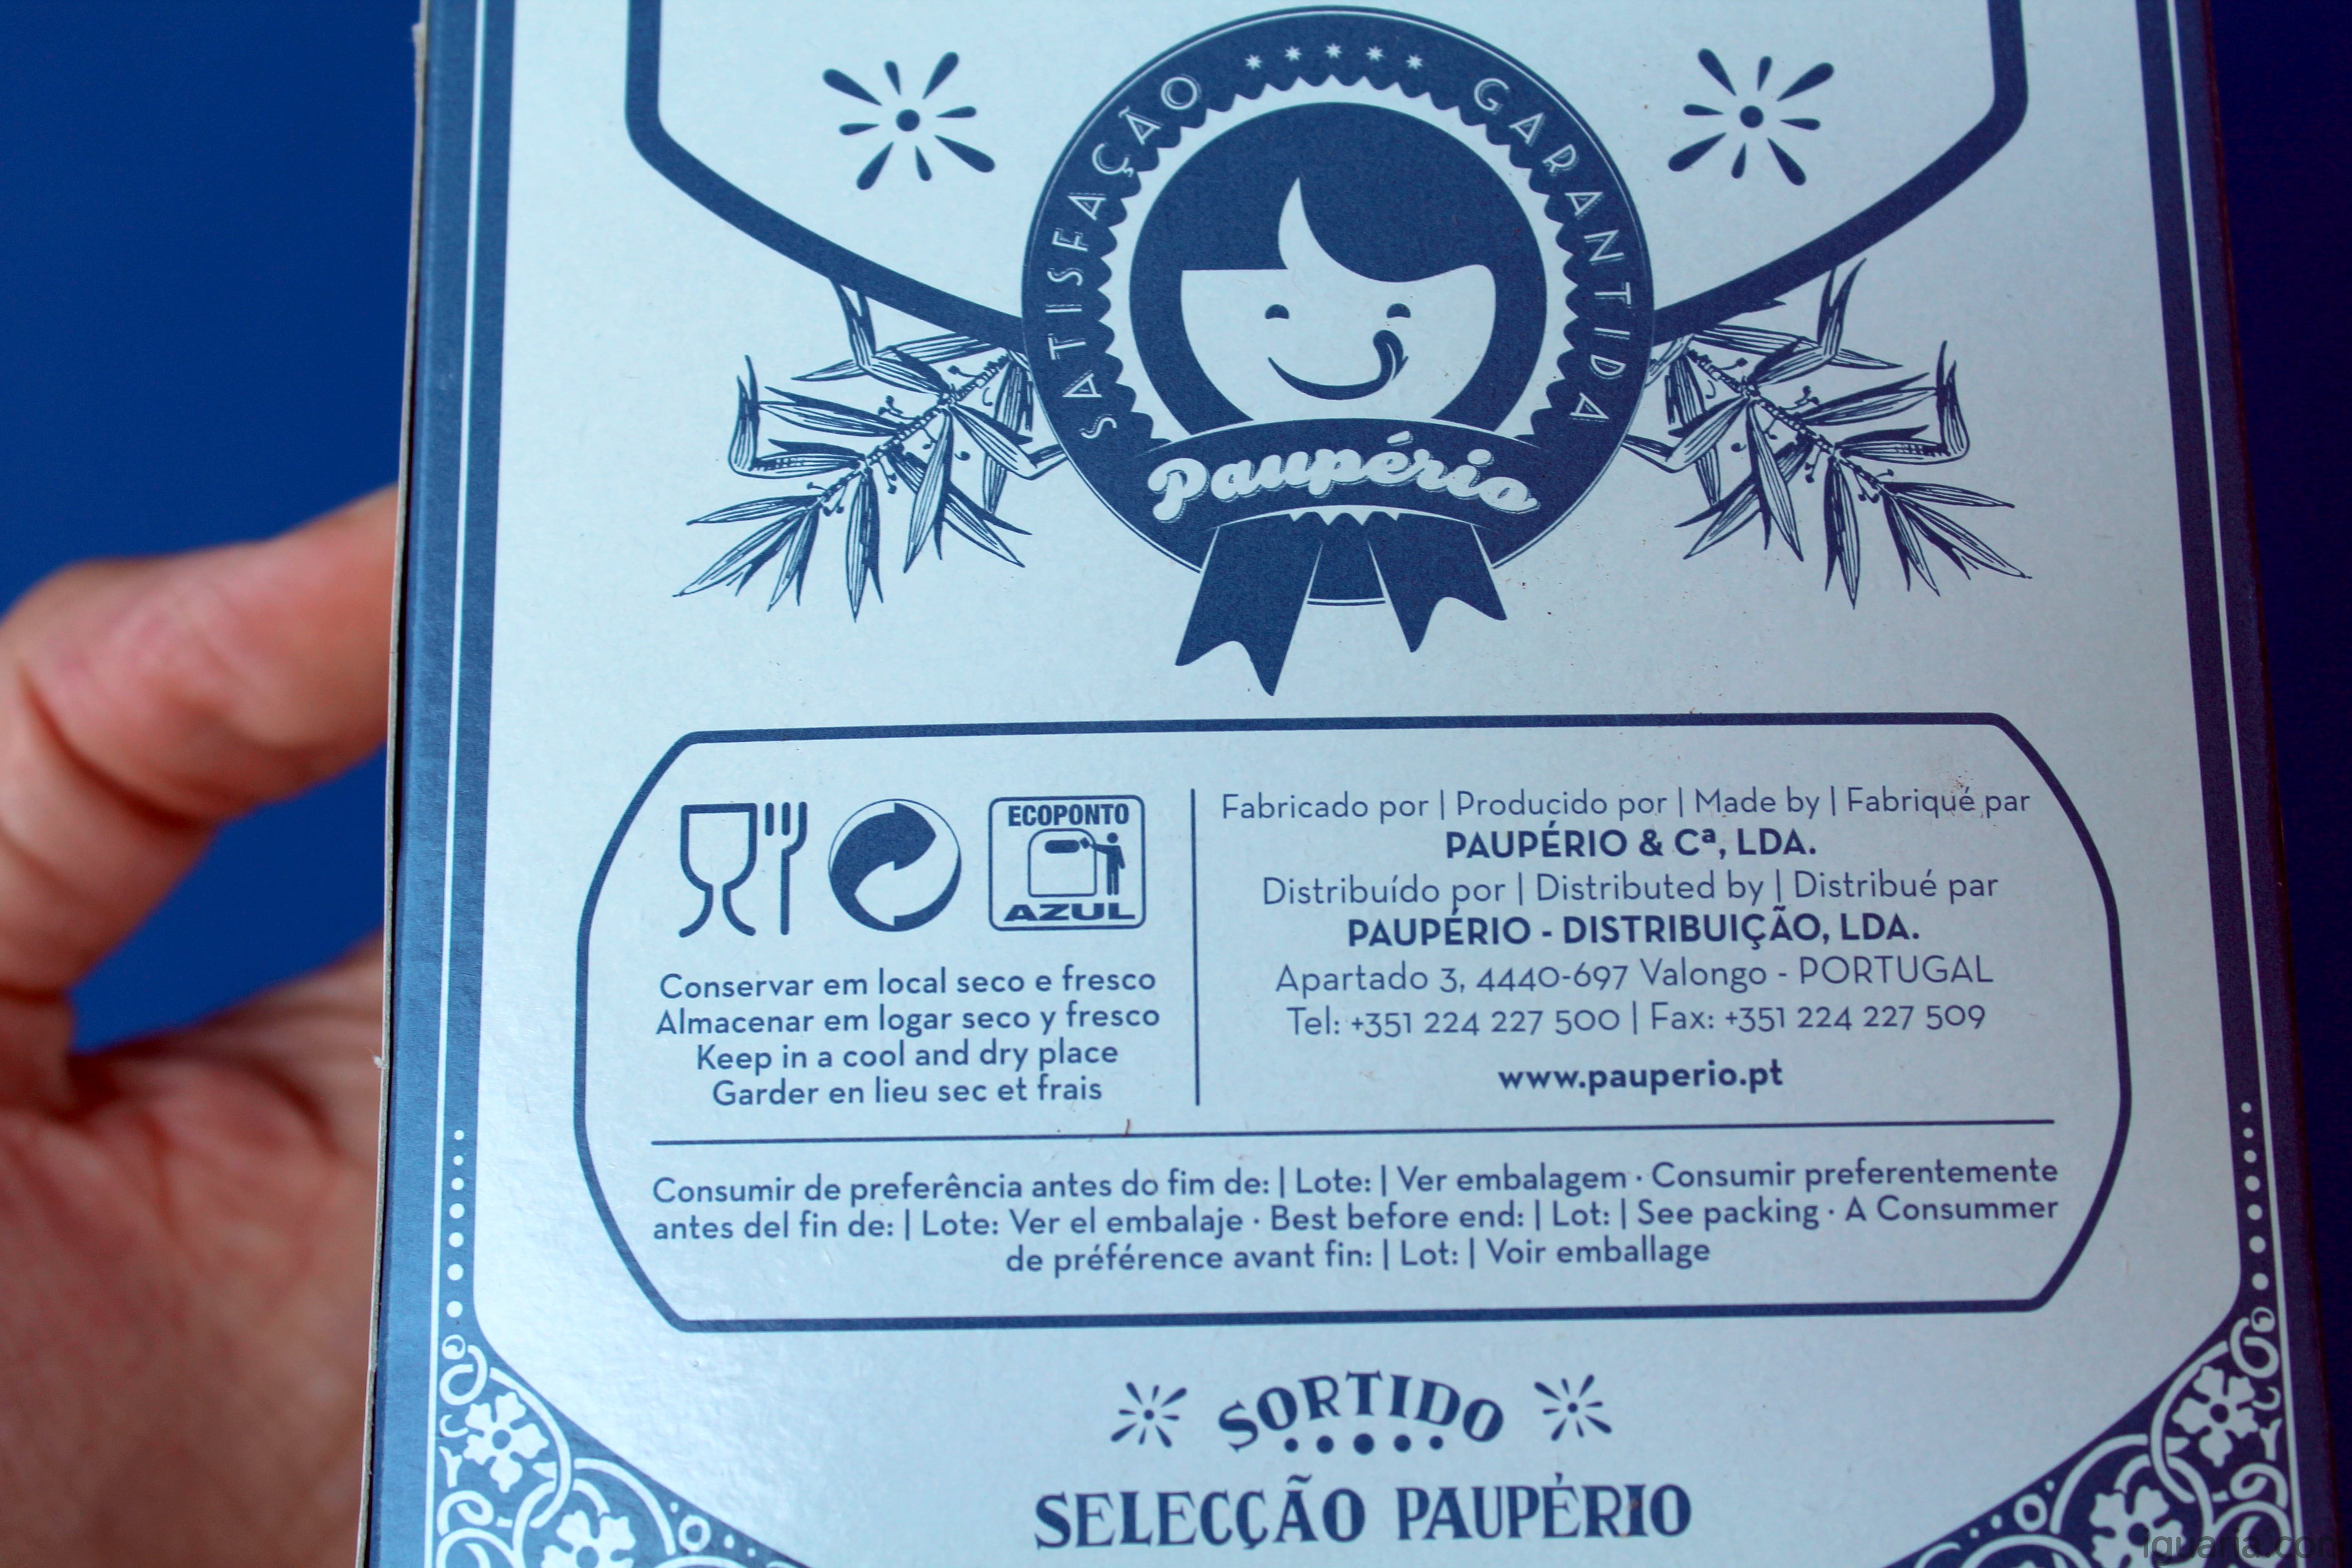 SATISFAÇÃO ★★★★★ GARANTIDA
Paupério
ECOPONTO
AZUL
Conservar em local seco e fresco
Almacenar em logar seco y fresco
Keep in a cool and dry place
Garder en lieu sec et frais
Fabricado por | Producido por | Made by | Fabriqué par
PAUPÉRIO & Cª, LDA.
Distribuído por | Distributed by | Distribué par
PAUPÉRIO - DISTRIBUIÇÃO, LDA.
Apartado 3, 4440-697 Valongo - PORTUGAL
Tel: +351 224 227 500 | Fax: +351 224 227 509
www.pauperio.pt
Consumir de preferência antes do fim de: | Lote: | Ver embalagem · Consumir preferentemente
antes del fin de: | Lote: Ver el embalaje · Best before end: | Lot: | See packing · A Consummer
de préférence avant fin: | Lot: | Voir emballage
SORTIDO
SELECÇÃO PAUPÉRIO
iguaria.com